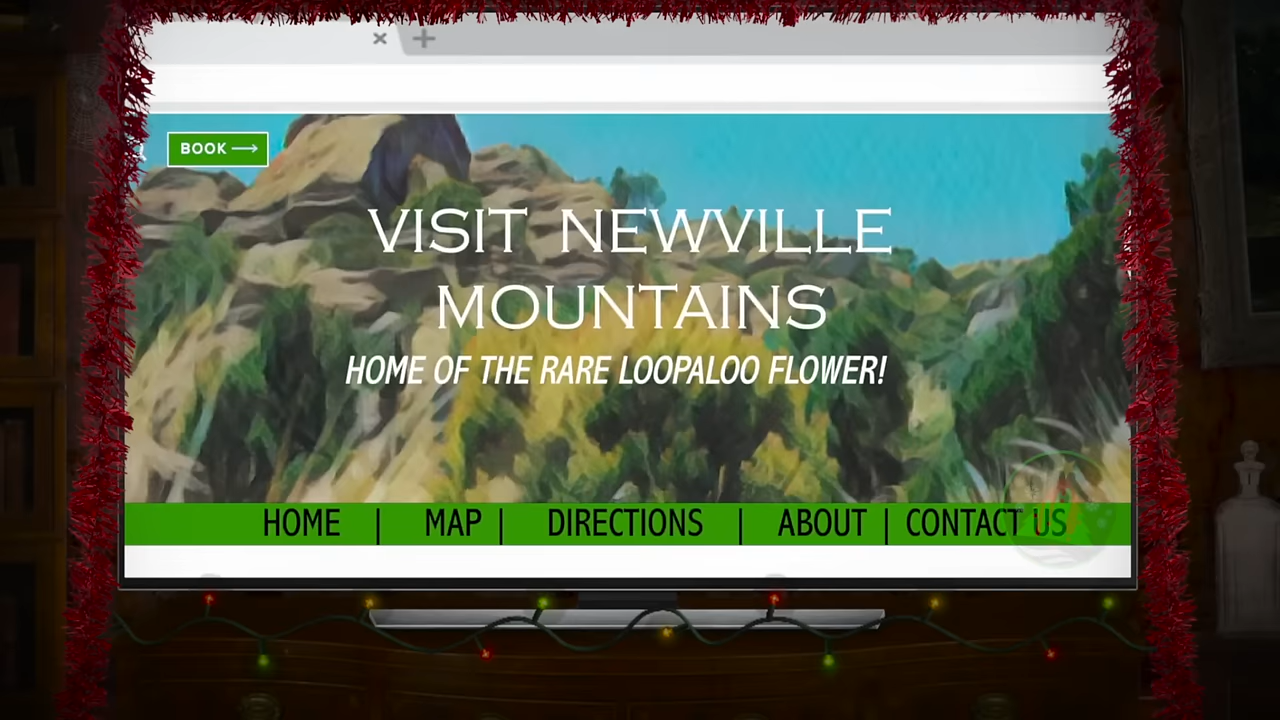 BOOK
VISIT NEWVILLE
MOUNTAINS
HOME OF THE RARE LOOPALOO FLOWER!
HOME | MAP | DIRECTIONS | ABOUT | CONTACT US